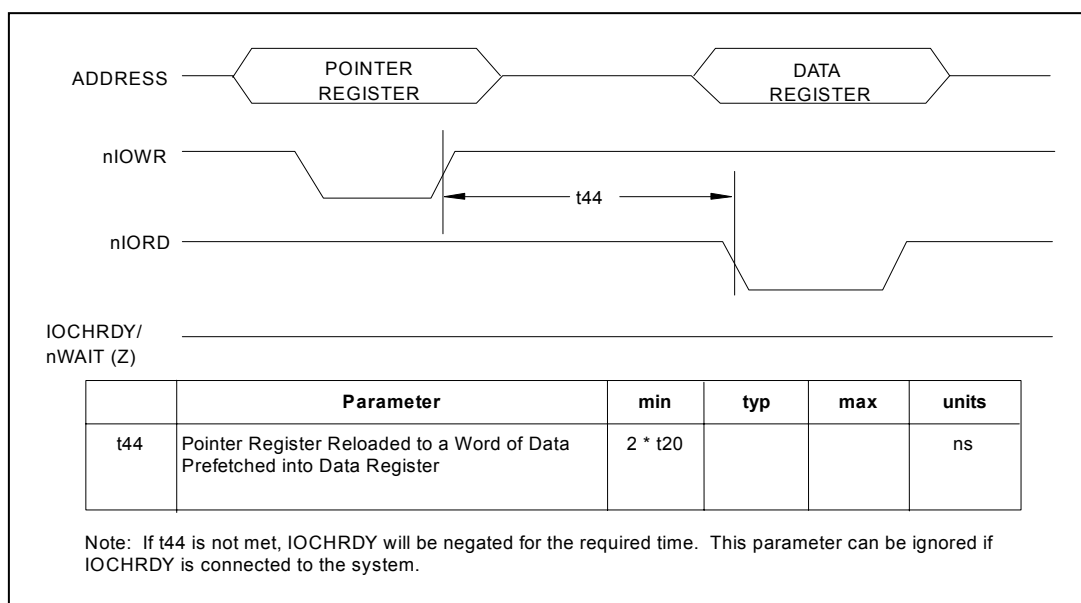 ADDRESS
POINTER
REGISTER
DATA
REGISTER
nIOWR
t44
nIORD
IOCHRDY/
nWAIT (Z)
Parameter min typ max units
t44 Pointer Register Reloaded to a Word of Data 2 * t20 ns
Prefetched into Data Register
Note: If t44 is not met, IOCHRDY will be negated for the required time. This parameter can be ignored if
IOCHRDY is connected to the system.